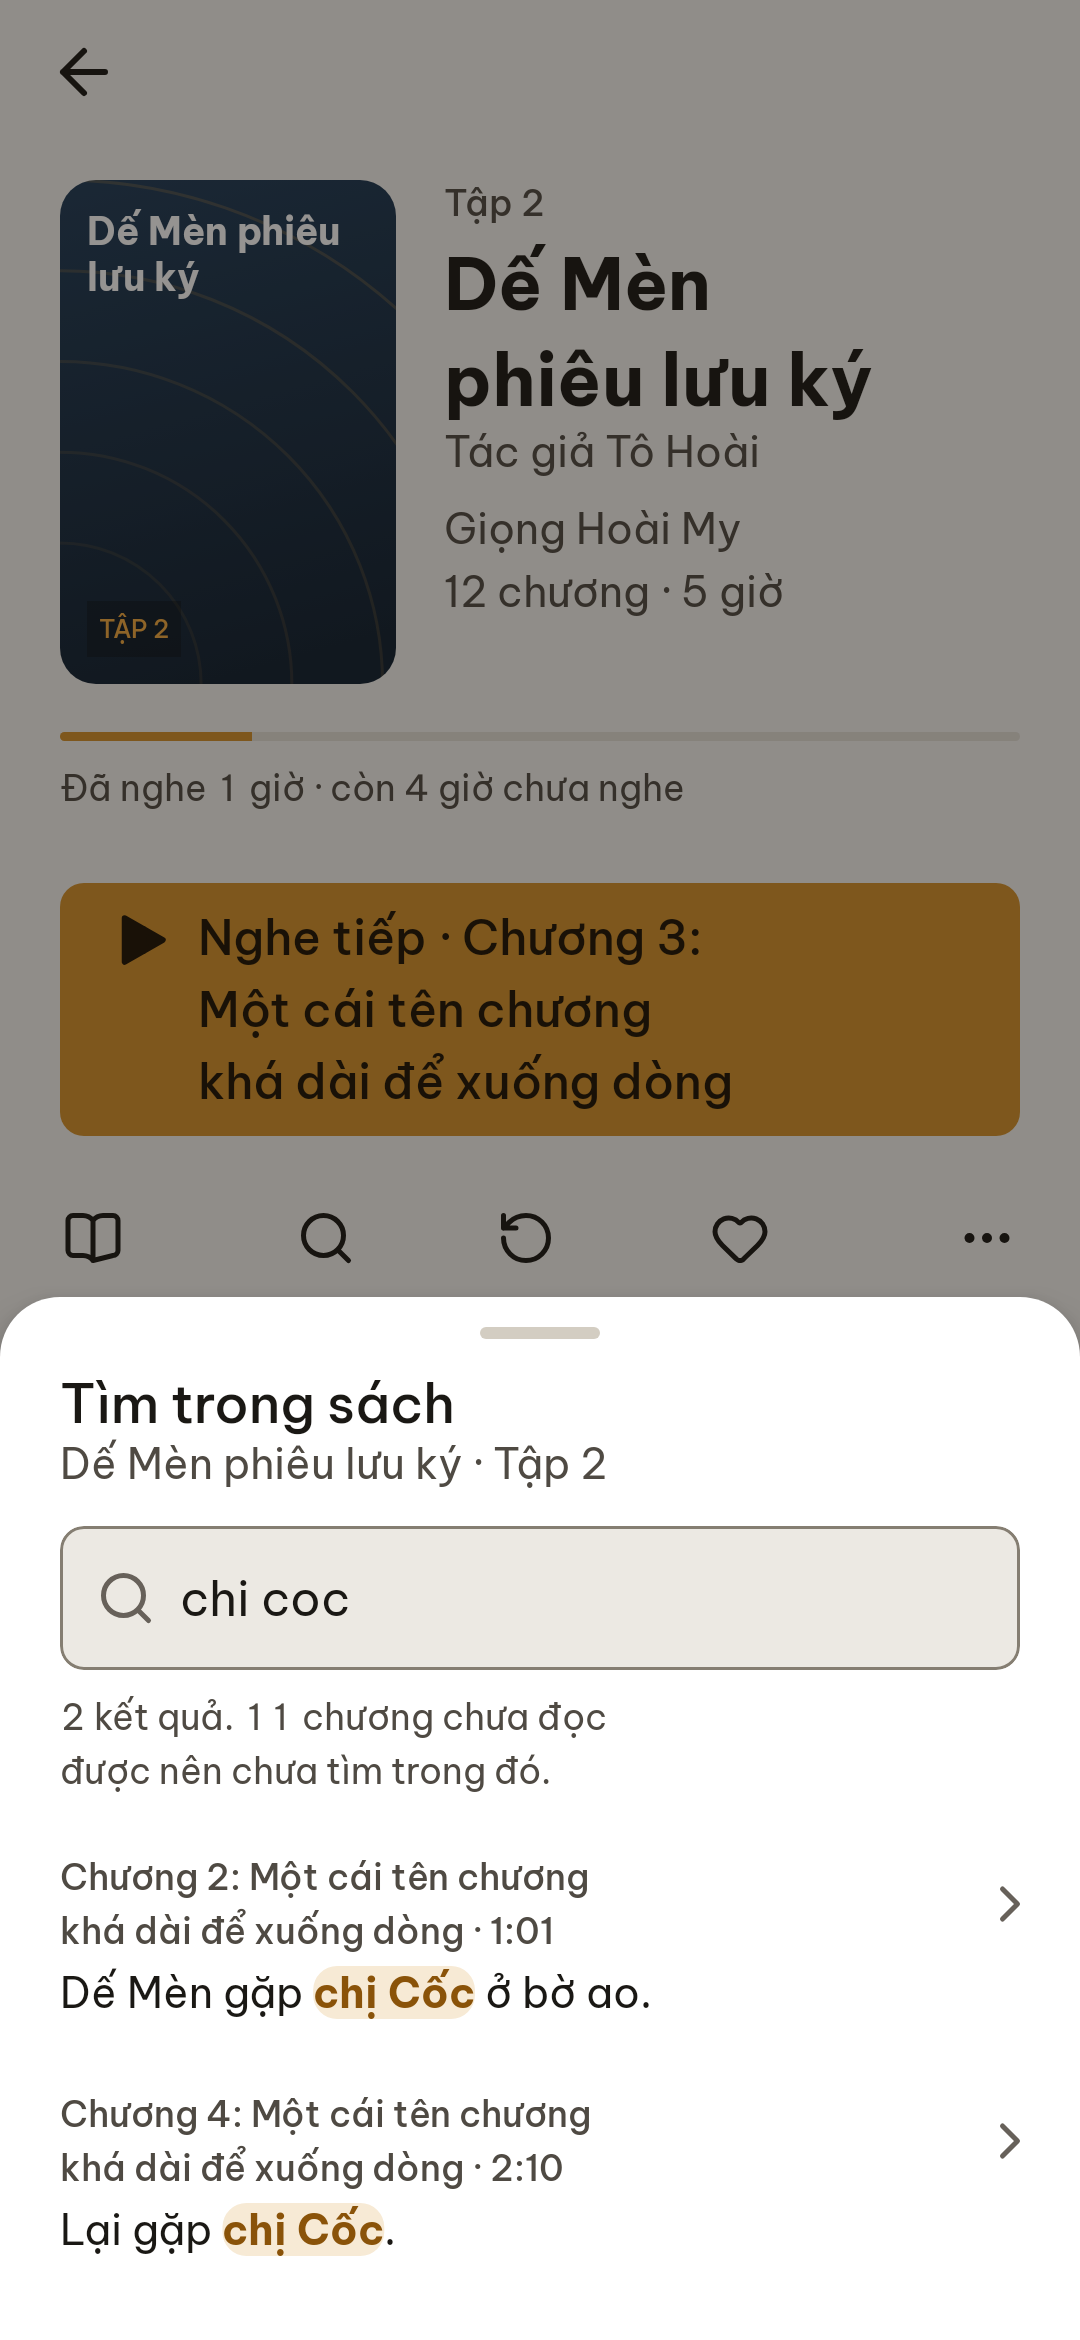 Dế Mèn phiêu
lưu ký
TẬP 2
Tập 2
Dế Mèn
phiêu lưu ký
Tác giả Tô Hoài
Giọng Hoài My
12 chương · 5 giờ
Đã nghe 1 giờ · còn 4 giờ chưa nghe
Nghe tiếp · Chương 3:
Một cái tên chương
khá dài để xuống dòng
Tìm trong sách
Dế Mèn phiêu lưu ký · Tập 2
chi coc
2 kết quả. 11 chương chưa đọc
được nên chưa tìm trong đó.
Chương 2: Một cái tên chương
khá dài để xuống dòng · 1:01
Dế Mèn gặp chị Cốc ở bờ ao.
Chương 4: Một cái tên chương
khá dài để xuống dòng · 2:10
Lại gặp chị Cốc.